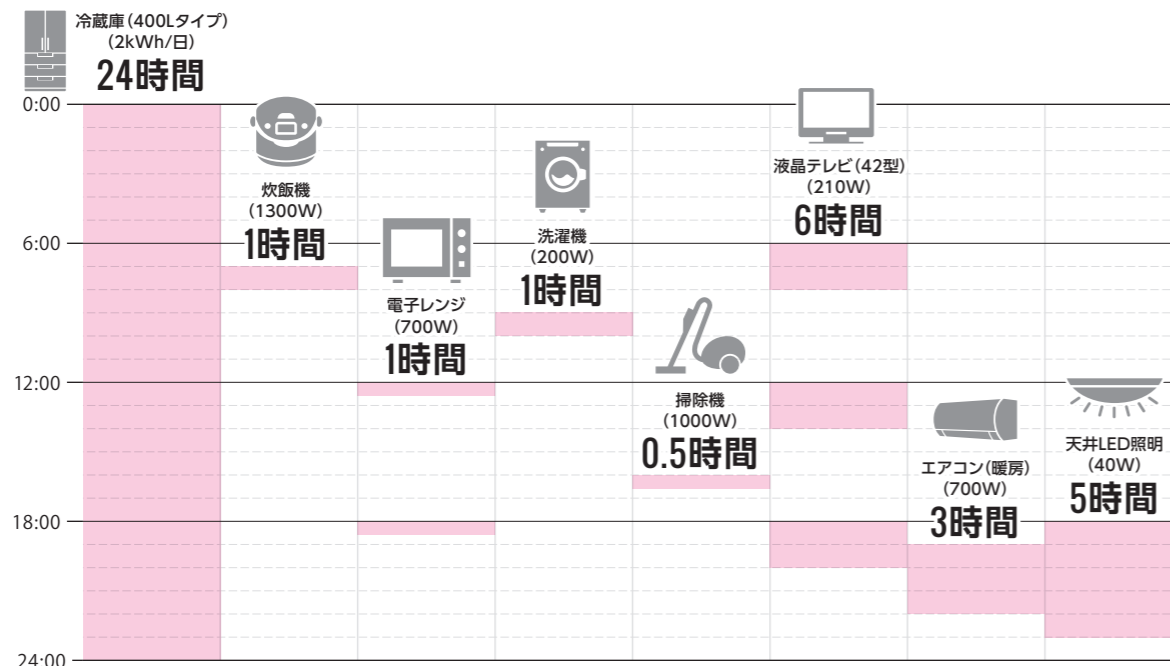 冷蔵庫（400Lタイプ）
（2kWh/日）
24時間
0:00
炊飯機
（1300W）
1時間
液晶テレビ（42型）
（210W）
6時間
洗濯機
（200W）
1時間
6:00
電子レンジ
（700W）
1時間
12:00
掃除機
（1000W）
0.5時間
エアコン（暖房）
（700W）
3時間
天井LED照明
（40W）
5時間
18:00
24:00